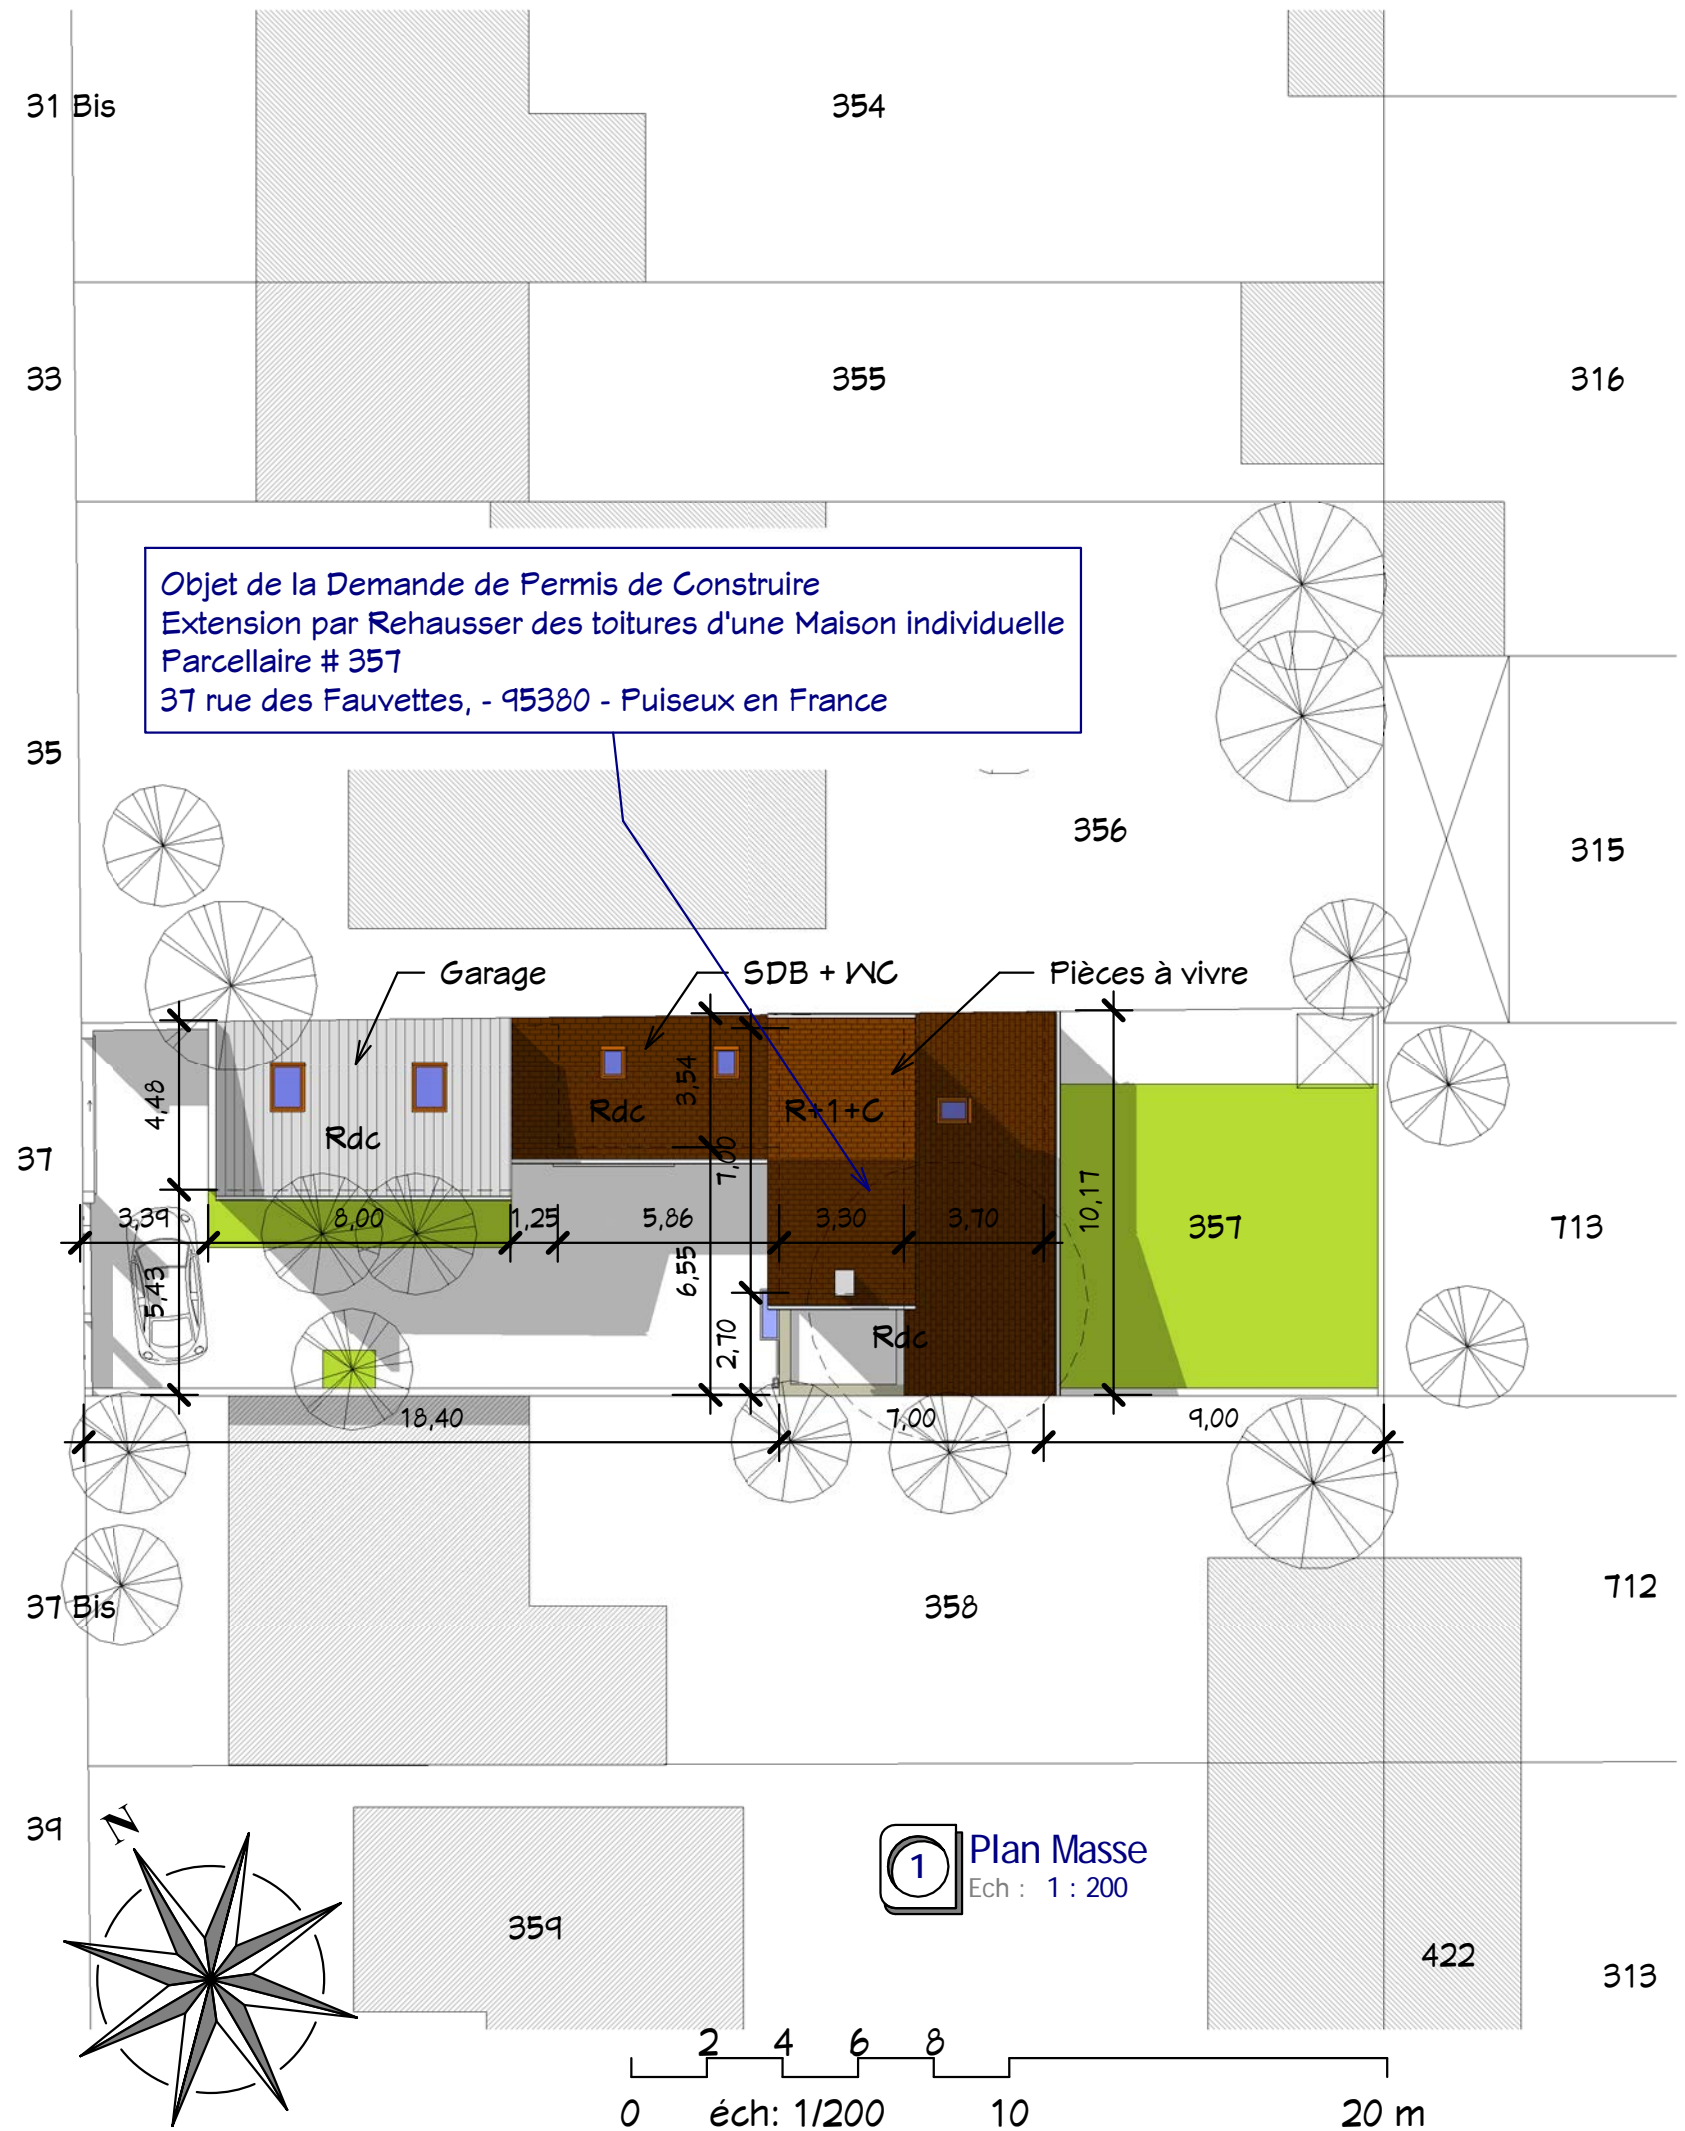 31 Bis
354
33
355
316
Objet de la Demande de Permis de Construire
Extension par Rehausser des toitures d'une Maison individuelle
Parcellaire # 357
37 rue des Fauvettes, - 95380 - Puiseux en France
35
356
315
Garage
SDB + WC
Pièces à vivre
4,48
3,54
Rdc
Rdc
R+1+C
7,00
37
10,17
3,39
8,00
1,25
5,86
3,30
3,70
357
713
5,43
6,55
2,70
Rdc
18,40
7,00
9,00
37 Bis
358
712
39
N
1
Plan Masse
Ech : 1 : 200
359
422
313
2 4 6 8
0 éch: 1/200 10 20 m